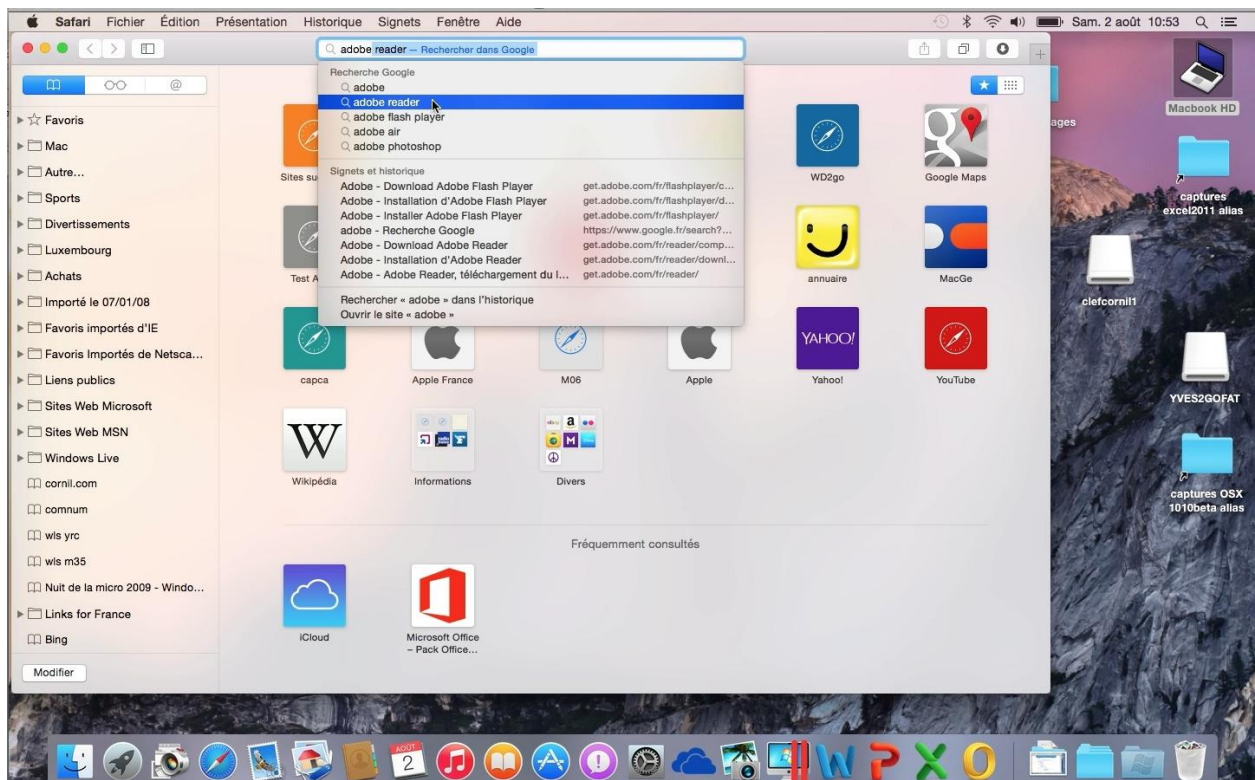 Safari Fichier Édition Présentation Historique Signets Fenêtre Aide Sam. 2 août 10:53
adobe reader — Rechercher dans Google
Recherche Google
adobe
adobe reader
adobe flash player
adobe air
adobe photoshop
Signets et historique
Adobe - Download Adobe Flash Player get.adobe.com/fr/flashplayer/c...
Adobe - Installation d'Adobe Flash Player get.adobe.com/fr/flashplayer/d...
Adobe - Installer Adobe Flash Player get.adobe.com/fr/flashplayer/
adobe - Recherche Google https://www.google.fr/search?...
Adobe - Download Adobe Reader get.adobe.com/fr/reader/comp...
Adobe - Installation d'Adobe Reader get.adobe.com/fr/reader/downl...
Adobe - Adobe Reader, téléchargement du l... get.adobe.com/fr/reader/
Rechercher « adobe » dans l'historique
Ouvrir le site « adobe »
@
Favoris
Mac
Autre...
Sports
Divertissements
Luxembourg
Achats
Importé le 07/01/08
Favoris importés d'IE
Favoris Importés de Netsca...
Liens publics
Sites Web Microsoft
Sites Web MSN
Windows Live
cornil.com
comnum
wls yrc
wls m35
Nuit de la micro 2009 - Windo...
Links for France
Bing
Modifier
Sites su
WD2go
Google Maps
Test A
annuaire
MacGe
YAHOO!
capca
Apple France
M06
Apple
Yahoo!
YouTube
W
a
M
Wikipédia
Informations
Divers
Fréquemment consultés
iCloud
Microsoft Office
– Pack Office...
Macbook HD
ages
captures
excel2011 alias
clefcornil1
YVES2GOFAT
captures OSX
1010beta alias
AOÛT
2